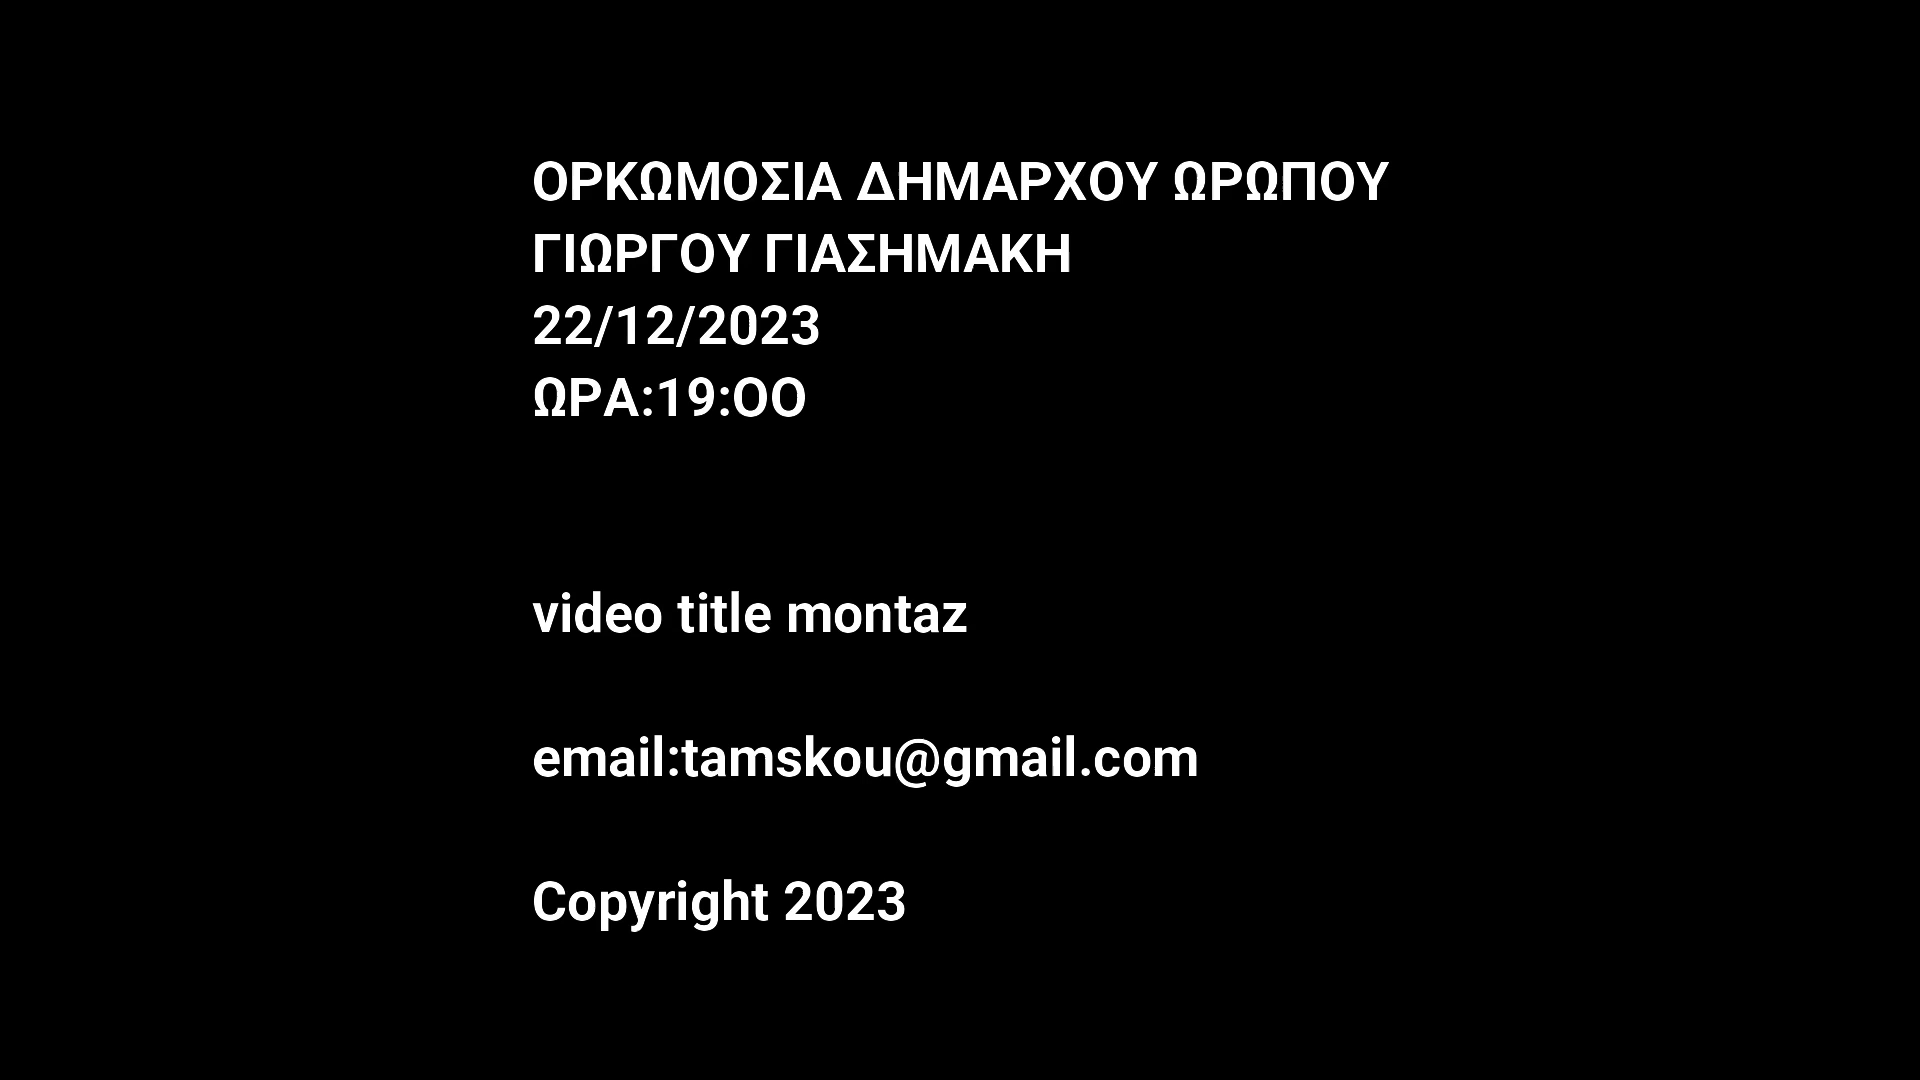 ΟΡΚΩΜΟΣΙΑ ΔΗΜΑΡΧΟΥ ΩΡΩΠΟΥ
ΓΙΩΡΓΟΥ ΓΙΑΣΗΜΑΚΗ
22/12/2023
ΩΡΑ:19:ΟΟ
video title montaz
email:tamskou@gmail.com
Copyright 2023